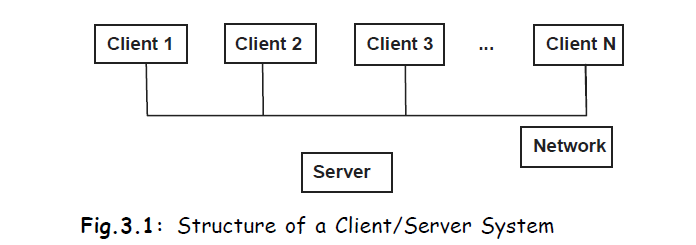 Client 1 Client 2 Client 3 ... Client N
Network
Server
Fig.3.1: Structure of a Client/Server System